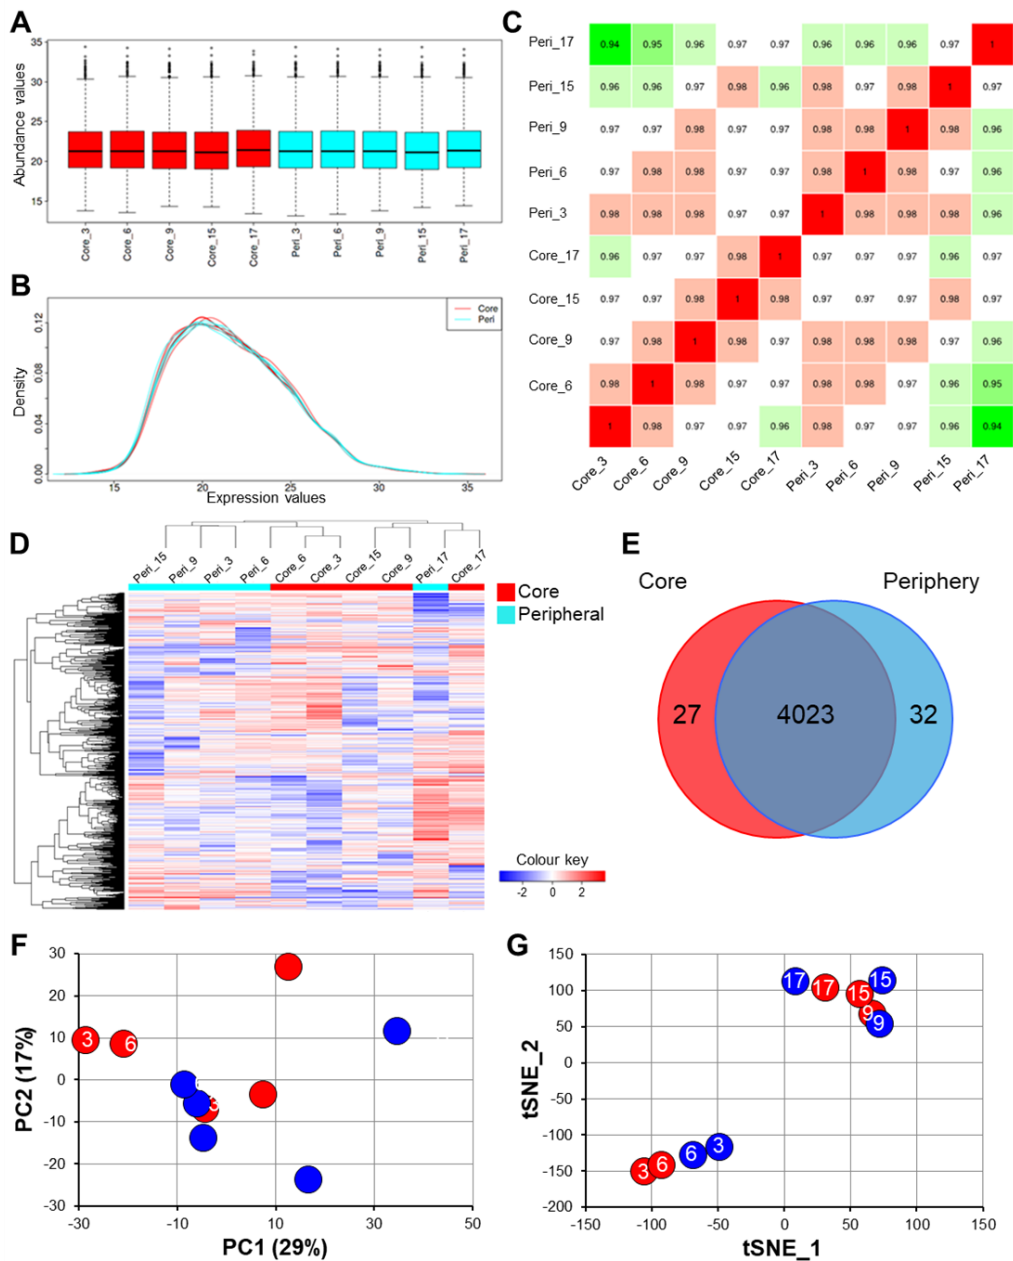 A
Abundance values
35
30
25
20
15
Core_3
Core_6
Core_9
Core_15
Core_17
Peri_3
Peri_6
Peri_9
Peri_15
Peri_17
B
Density
0.12
0.08
0.04
0.00
15
20
25
30
35
Expression values
Core
Peri
C
Peri_17 0.94 0.95 0.96 0.97 0.97 0.96 0.96 0.96 0.97 1
Peri_15 0.96 0.96 0.97 0.98 0.96 0.98 0.97 0.98 1 0.97
Peri_9 0.97 0.97 0.98 0.97 0.97 0.98 0.98 1 0.98 0.96
Peri_6 0.97 0.98 0.98 0.97 0.97 0.98 1 0.98 0.97 0.96
Peri_3 0.98 0.98 0.98 0.97 0.97 1 0.98 0.98 0.98 0.96
Core_17 0.96 0.97 0.97 0.98 1 0.97 0.97 0.97 0.96 0.97
Core_15 0.97 0.97 0.98 1 0.98 0.97 0.97 0.97 0.98 0.97
Core_9 0.97 0.98 1 0.98 0.97 0.98 0.98 0.98 0.97 0.96
Core_6 0.98 1 0.98 0.97 0.97 0.98 0.98 0.97 0.96 0.95
1 0.98 0.97 0.97 0.96 0.98 0.97 0.97 0.96 0.94
Core_3
Core_6
Core_9
Core_15
Core_17
Peri_3
Peri_6
Peri_9
Peri_15
Peri_17
D
Peri_15
Peri_9
Peri_3
Peri_6
Core_6
Core_3
Core_15
Core_9
Peri_17
Core_17
Core
Peripheral
Colour key
-2 0 2
E
Core
Periphery
27
4023
32
F
PC2 (17%)
30
20
10
0
-10
-20
-30
3
6
3
-30 -10 10 30 50
PC1 (29%)
G
tSNE_2
150
100
50
0
-50
-100
-150
-200
17
17
15
15
9
9
3
6
6
3
-150 -100 -50 0 50 100 150
tSNE_1